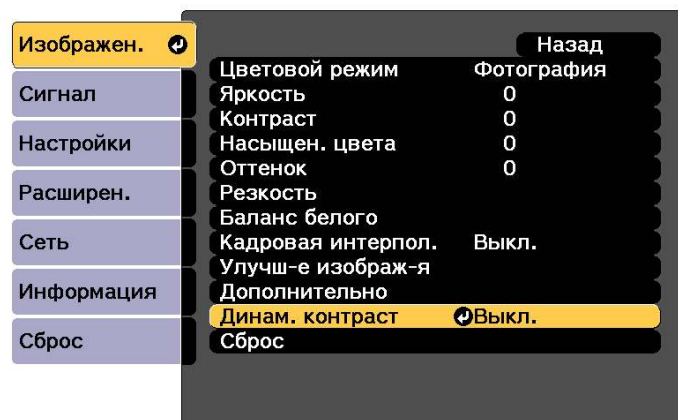 Изображен.
Сигнал
Настройки
Расширен.
Сеть
Информация
Сброс
Назад
Цветовой режим Фотография
Яркость 0
Контраст 0
Насыщен. цвета 0
Оттенок 0
Резкость
Баланс белого
Кадровая интерпол. Выкл.
Улучш-е изображ-я
Дополнительно
Динам. контраст Выкл.
Сброс